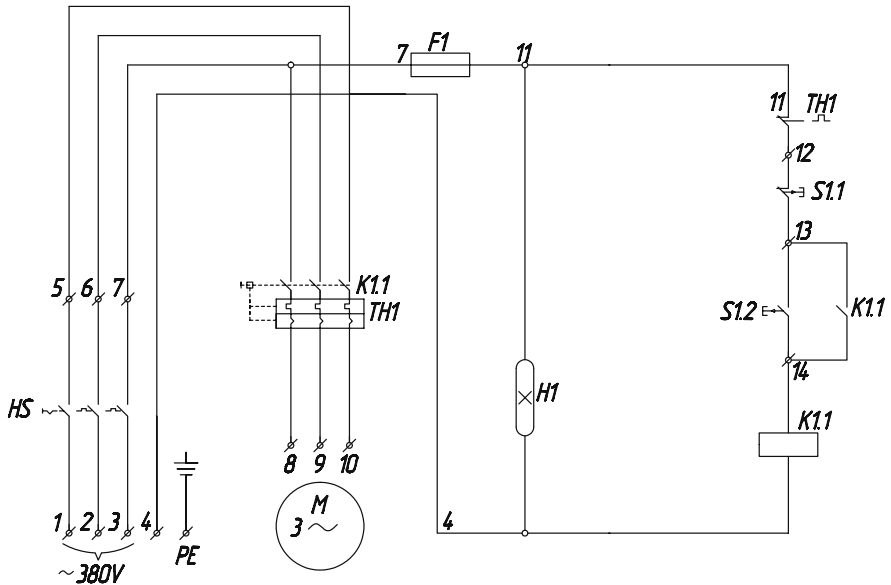 7 F1 11
11 TH1
12
S1.1
13
5 6 7 K1.1
TH1
S1.2 K1.1
14
HS H1
K1.1
8 9 10
M
3 ~
1 2 3 4 4
PE
~380V